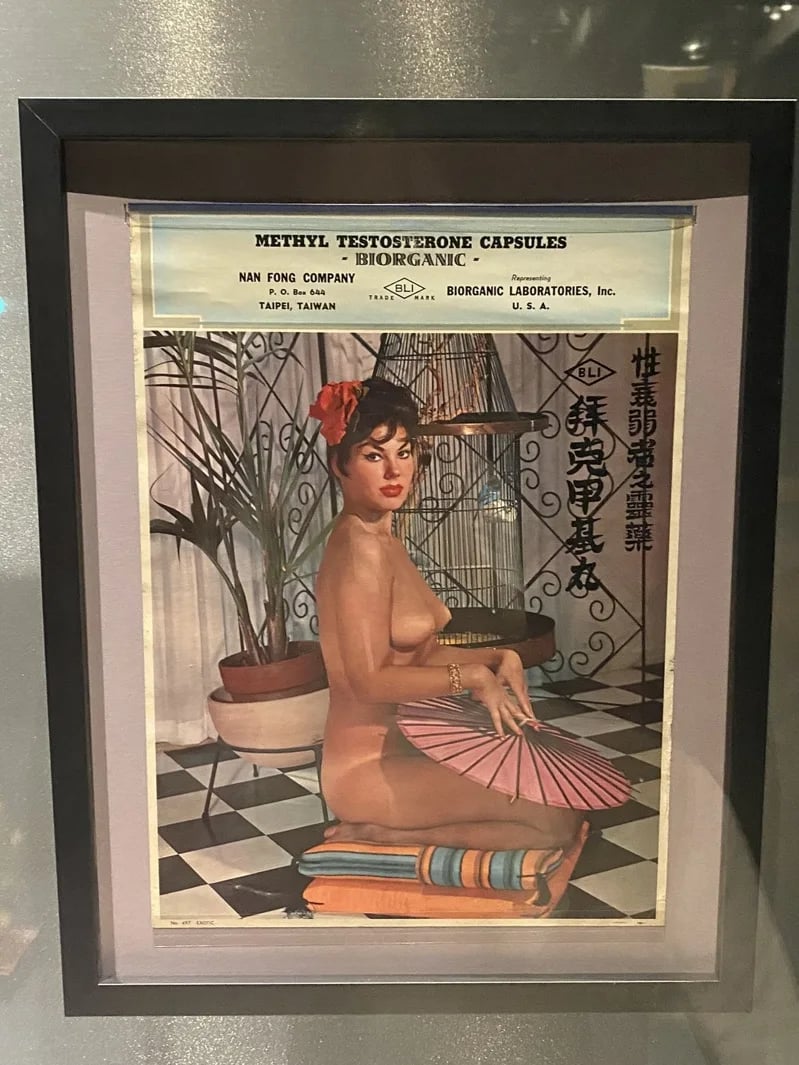 METHYL TESTOSTERONE CAPSULES
- BIORGANIC -
NAN FONG COMPANY
P. O. Box 644
TAIPEI, TAIWAN
BLI
TRADE MARK
Representing
BIORGANIC LABORATORIES, Inc.
U. S. A.
BLI
性衰弱者之靈藥
拜克甲基丸
EXOTIC